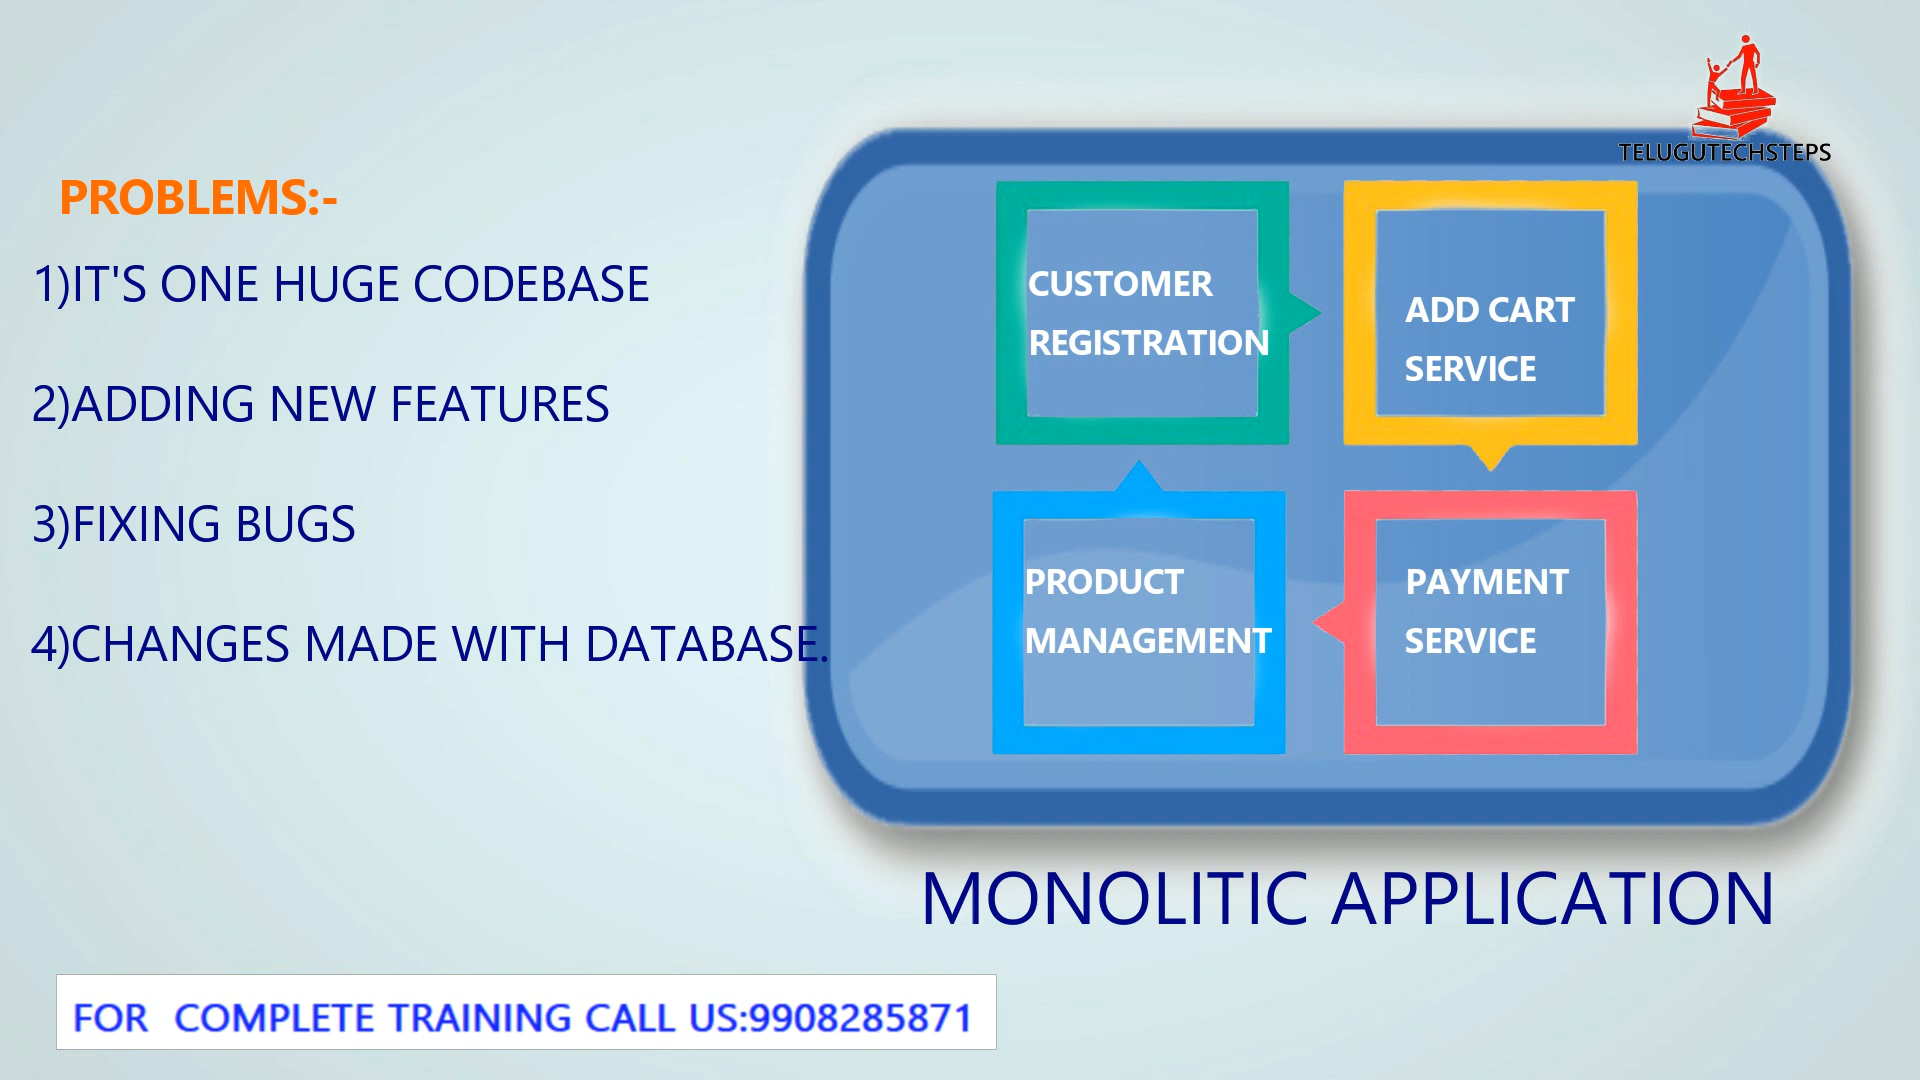 TELUGUTECHSTEPS
PROBLEMS:-
1)IT'S ONE HUGE CODEBASE
2)ADDING NEW FEATURES
3)FIXING BUGS
4)CHANGES MADE WITH DATABASE.
CUSTOMER
REGISTRATION
ADD CART
SERVICE
PRODUCT
MANAGEMENT
PAYMENT
SERVICE
MONOLITIC APPLICATION
FOR COMPLETE TRAINING CALL US:9908285871